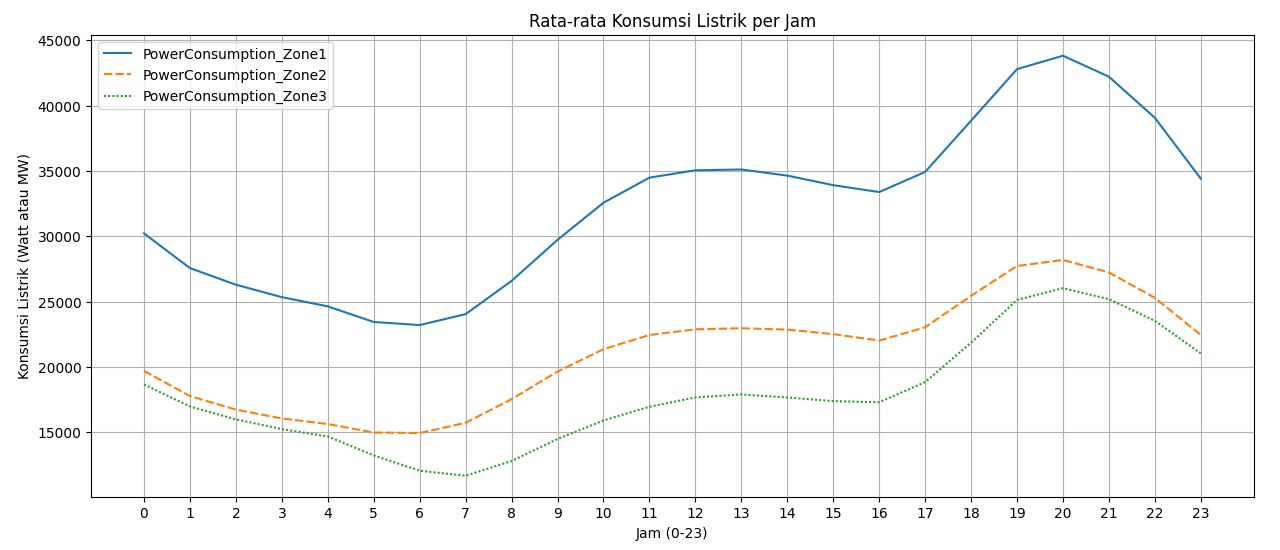 Rata-rata Konsumsi Listrik per Jam
45000
40000
35000
30000
25000
20000
15000
Konsumsi Listrik (Watt atau MW)
PowerConsumption_Zone1
PowerConsumption_Zone2
PowerConsumption_Zone3
0 1 2 3 4 5 6 7 8 9 10 11 12 13 14 15 16 17 18 19 20 21 22 23
Jam (0-23)